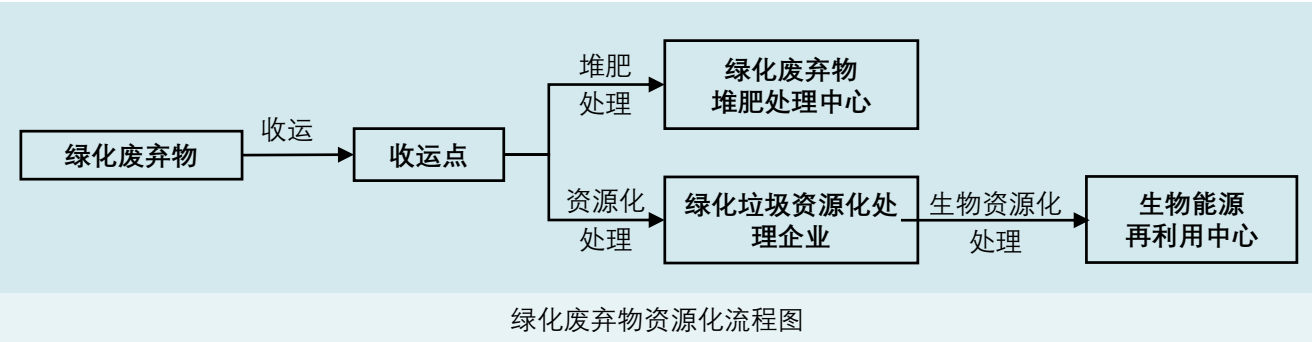 绿化废弃物
收运
收运点
堆肥
处理
绿化废弃物
堆肥处理中心
资源化
处理
绿化垃圾资源化处
理企业
生物资源化
处理
生物能源
再利用中心
绿化废弃物资源化流程图